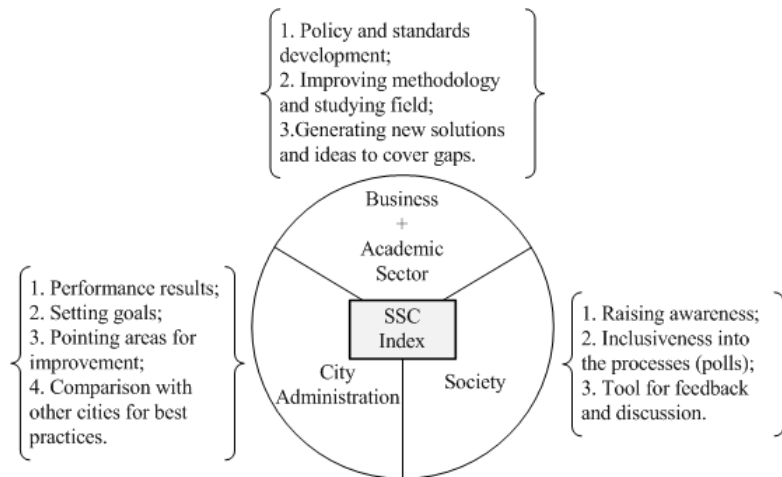 1. Policy and standards
development;
2. Improving methodology
and studying field;
3.Generating new solutions
and ideas to cover gaps.
Business
+
Academic
Sector
1. Performance results;
2. Setting goals;
3. Pointing areas for
improvement;
4. Comparison with
other cities for best
practices.
SSC
Index
City
Administration
Society
1. Raising awareness;
2. Inclusiveness into
the processes (polls);
3. Tool for feedback
and discussion.